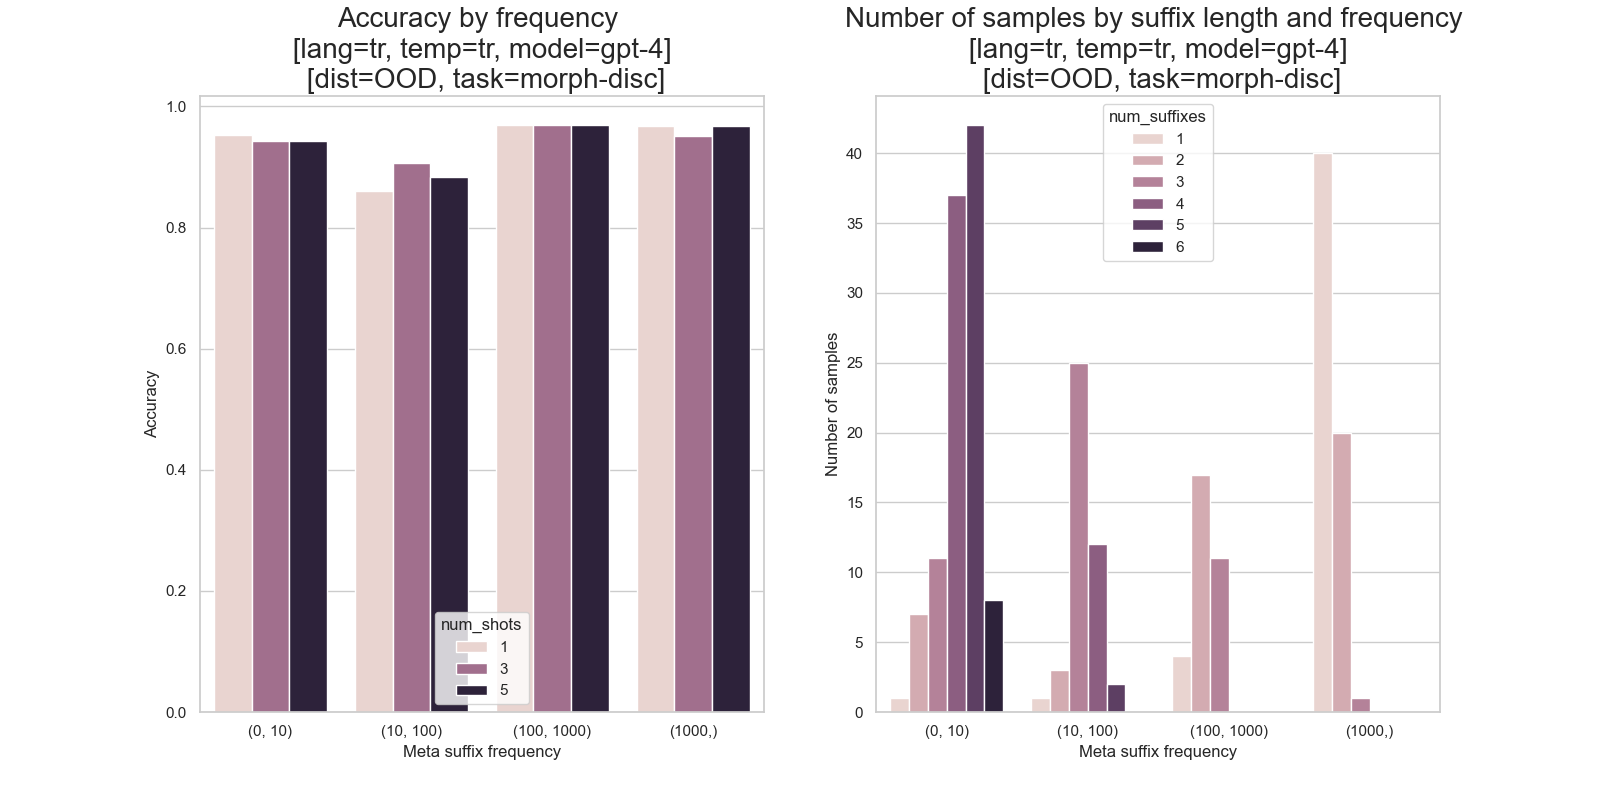 Accuracy by frequency
[lang=tr, temp=tr, model=gpt-4]
[dist=OOD, task=morph-disc]
1.0
0.8
0.6
0.4
0.2
0.0
Accuracy
num_shots
1
3
5
(0, 10)
(10, 100)
(100, 1000)
(1000,)
Meta suffix frequency
Number of samples by suffix length and frequency
[lang=tr, temp=tr, model=gpt-4]
[dist=OOD, task=morph-disc]
40
35
30
25
20
15
10
5
0
Number of samples
num_suffixes
1
2
3
4
5
6
(0, 10)
(10, 100)
(100, 1000)
(1000,)
Meta suffix frequency